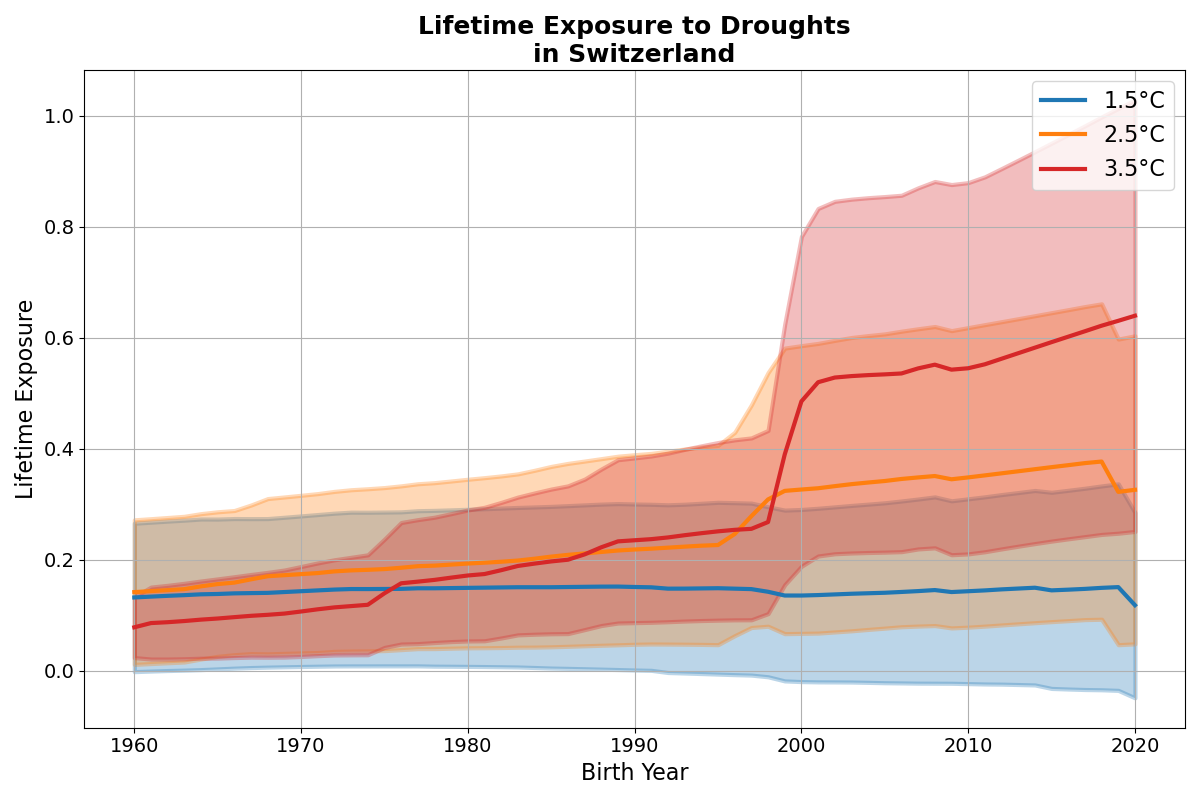 Lifetime Exposure to Droughts
in Switzerland
1.5°C
2.5°C
3.5°C
Lifetime Exposure
1.0
0.8
0.6
0.4
0.2
0.0
1960 1970 1980 1990 2000 2010 2020
Birth Year